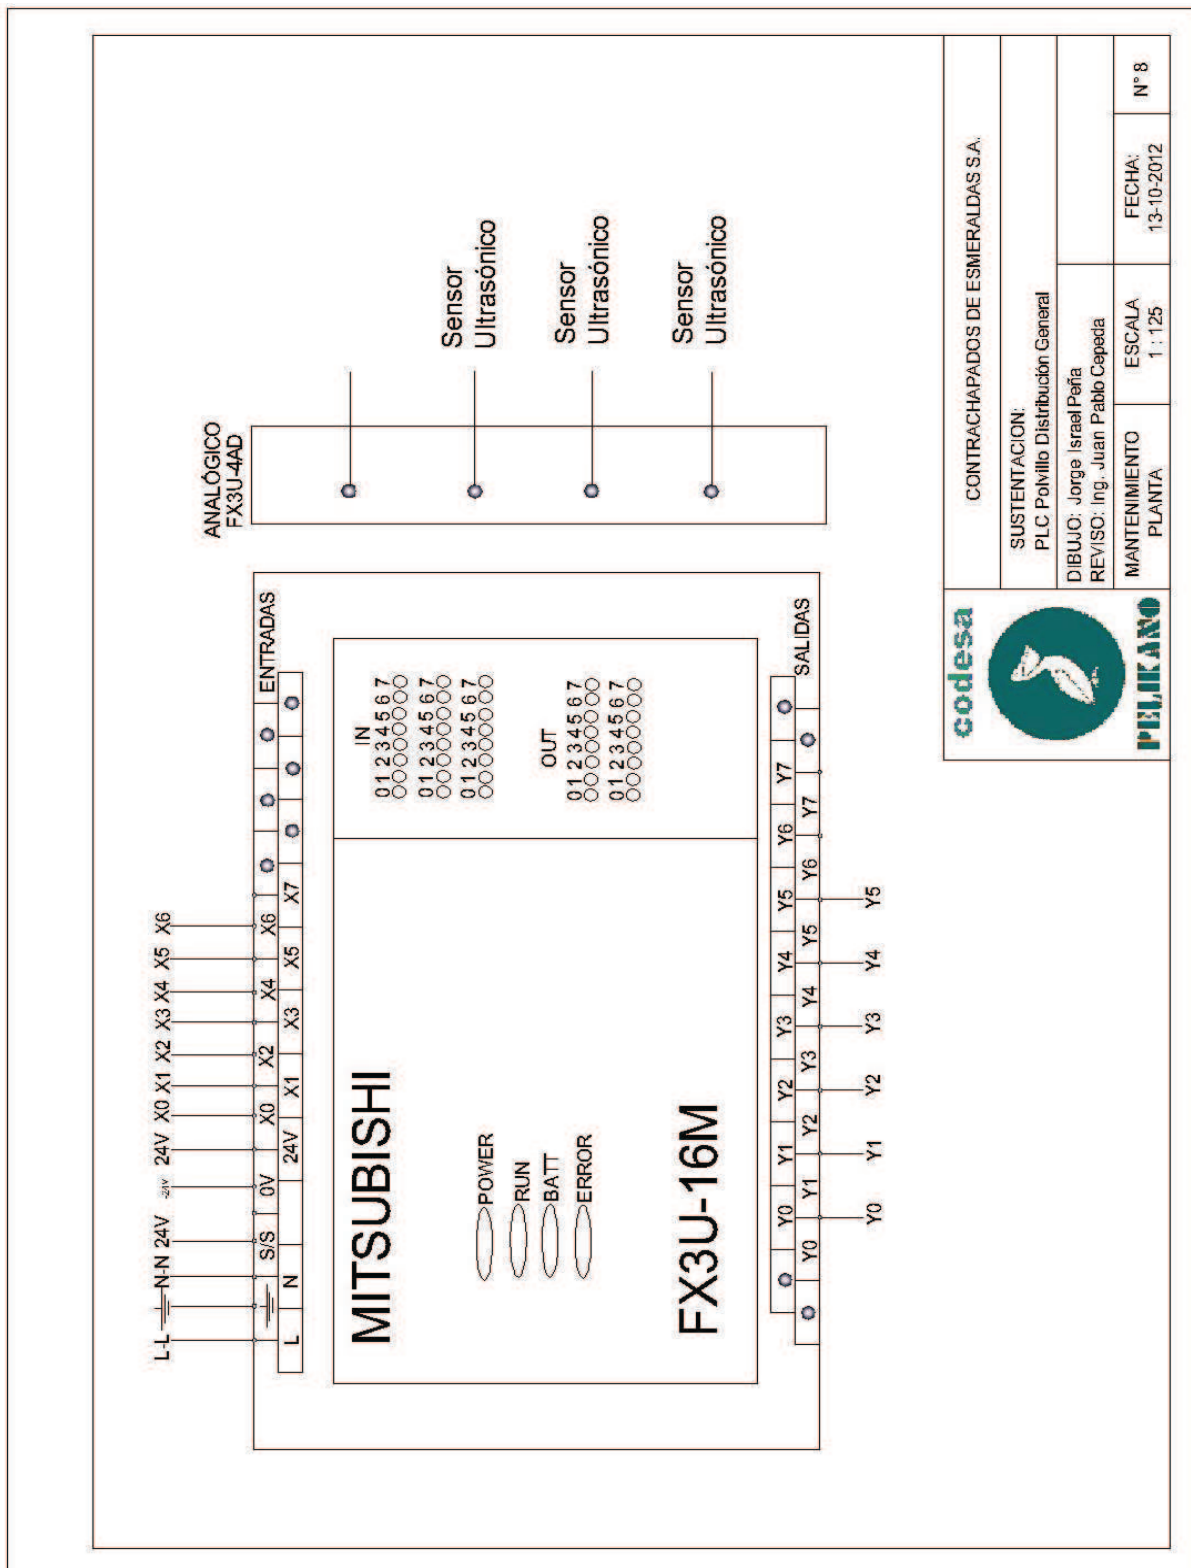 ANALÓGICO
FX3U-4AD
Sensor
Ultrasónico
Sensor
Ultrasónico
Sensor
Ultrasónico
L-L N-N 24V -24V 24V X0 X1 X2 X3 X4 X5 X6
S/S 0V X0 X2 X4 X6 ENTRADAS
L N 24V X1 X3 X5 X7
MITSUBISHI
IN
0 1 2 3 4 5 6 7
0 1 2 3 4 5 6 7
0 1 2 3 4 5 6 7
POWER
RUN
BATT
ERROR
OUT
0 1 2 3 4 5 6 7
0 1 2 3 4 5 6 7
FX3U-16M
Y0 Y1 Y2 Y3 Y4 Y5 Y6 Y7
Y0 Y1 Y2 Y3 Y4 Y5 Y6 Y7 SALIDAS
Y0 Y1 Y2 Y3 Y4 Y5
codesa
PELIKANO
CONTRACHAPADOS DE ESMERALDAS S.A.
SUSTENTACION:
PLC Polvillo Distribución General
DIBUJO: Jorge Israel Peña
REVISO: Ing. Juan Pablo Cepeda
MANTENIMIENTO
PLANTA
ESCALA
1 : 125
FECHA:
13-10-2012
N° 8